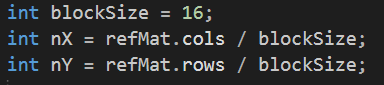 int blockSize = 16;
int nX = refMat.cols / blockSize;
int nY = refMat.rows / blockSize;